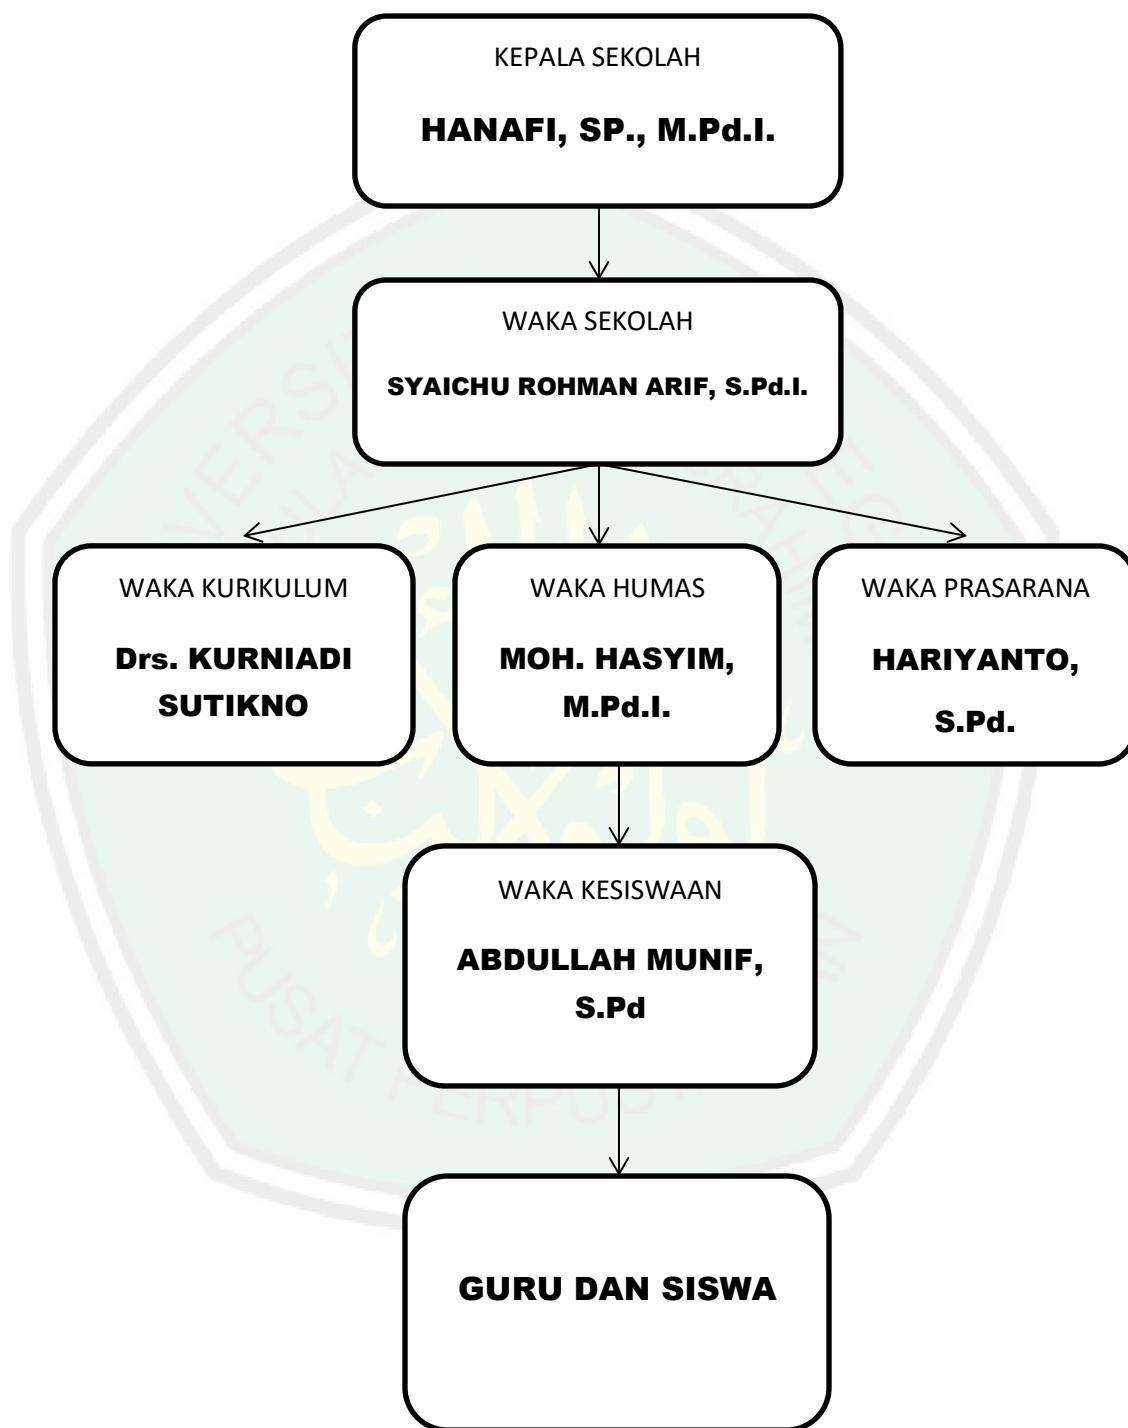 KEPALA SEKOLAH
HANAFI, SP., M.Pd.I.
WAKA SEKOLAH
SYAICHU ROHMAN ARIF, S.Pd.I.
WAKA KURIKULUM
Drs. KURNIADI
SUTIKNO
WAKA HUMAS
MOH. HASYIM,
M.Pd.I.
WAKA PRASARANA
HARIYANTO,
S.Pd.
WAKA KESISWAAN
ABDULLAH MUNIF,
S.Pd
GURU DAN SISWA
PUSAT